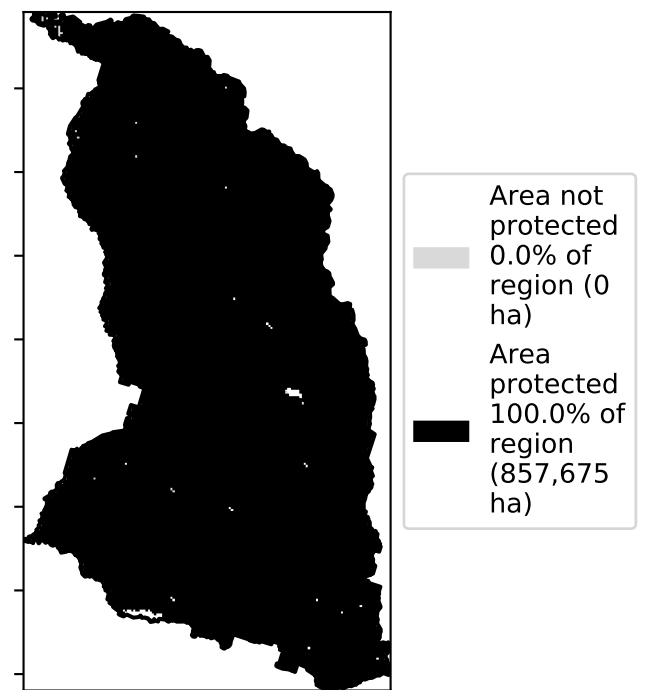 Area not
protected
0.0% of
region (0
ha)
Area
protected
100.0% of
region
(857,675
ha)